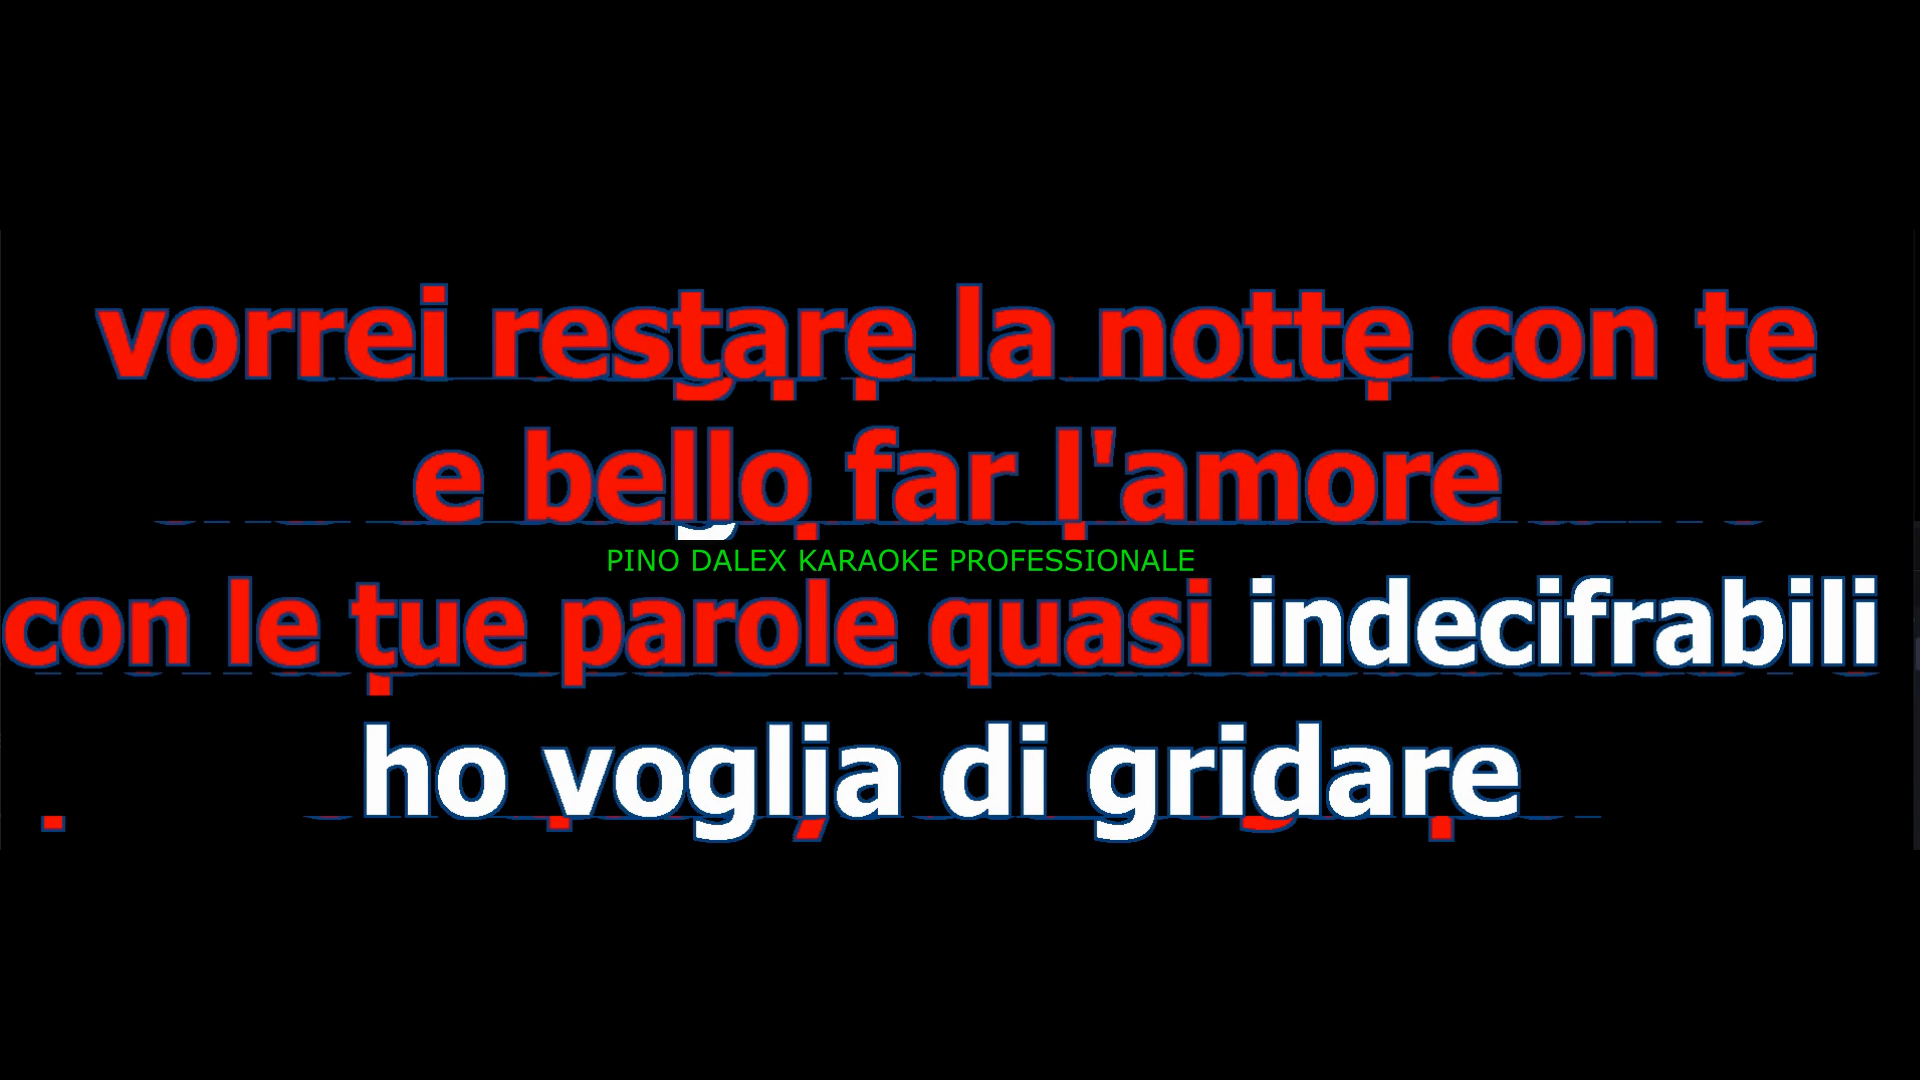 vorrei restare la notte con te
e bello far l'amore
PINO DALEX KARAOKE PROFESSIONALE
con le tue parole quasi indecifrabili
ho voglia di gridare